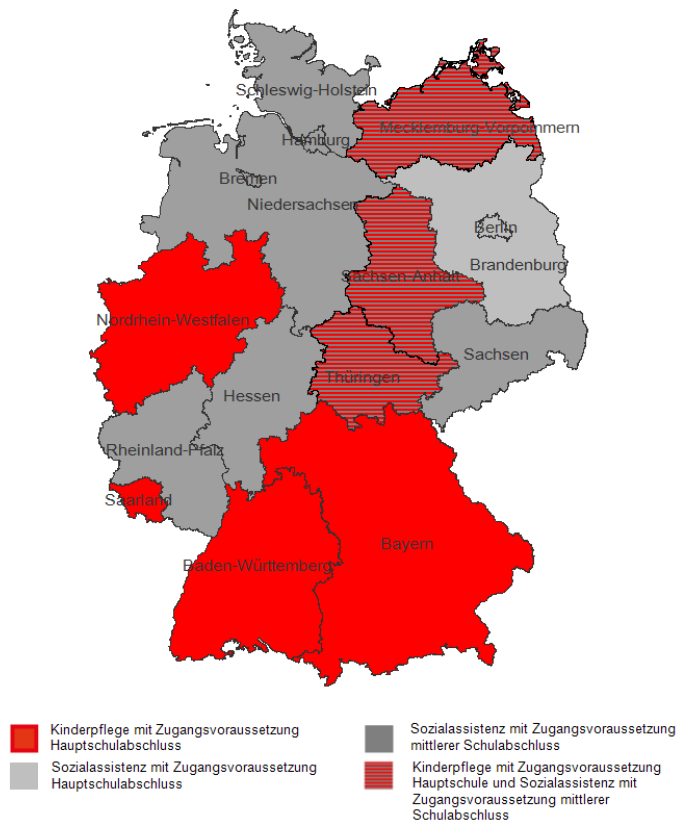 Schleswig-Holstein
Mecklenburg-Vorpommern
Hamburg
Bremen
Niedersachsen
Berlin
Brandenburg
Sachsen-Anhalt
Nordrhein-Westfalen
Sachsen
Thüringen
Hessen
Rheinland-Pfalz
Saarland
Bayern
Baden-Württemberg
Kinderpflege mit Zugangsvoraussetzung
Hauptschulabschluss
Sozialassistenz mit Zugangsvoraussetzung
Hauptschulabschluss
Sozialassistenz mit Zugangsvoraussetzung
mittlerer Schulabschluss
Kinderpflege mit Zugangsvoraussetzung
Hauptschule und Sozialassistenz mit
Zugangsvoraussetzung mittlerer
Schulabschluss